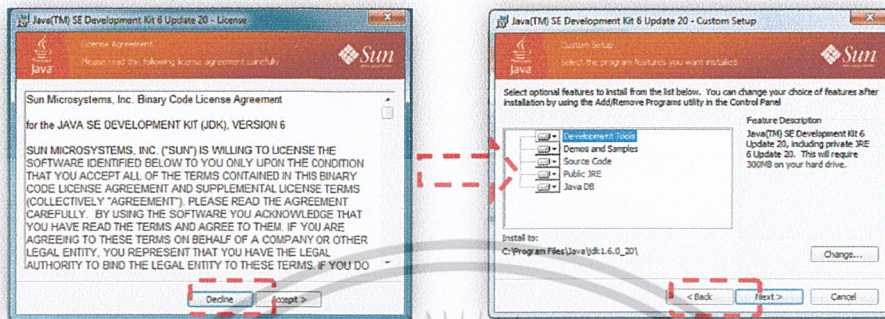 Java(TM) SE Development Kit 6 Update 20 - License
License Agreement
Please read the following license agreement carefully.
Java
Sun
Sun Microsystems, Inc. Binary Code License Agreement
for the JAVA SE DEVELOPMENT KIT (JDK), VERSION 6
SUN MICROSYSTEMS, INC. ("SUN") IS WILLING TO LICENSE THE
SOFTWARE IDENTIFIED BELOW TO YOU ONLY UPON THE CONDITION
THAT YOU ACCEPT ALL OF THE TERMS CONTAINED IN THIS BINARY
CODE LICENSE AGREEMENT AND SUPPLEMENTAL LICENSE TERMS
(COLLECTIVELY "AGREEMENT"). PLEASE READ THE AGREEMENT
CAREFULLY. BY USING THE SOFTWARE YOU ACKNOWLEDGE THAT
YOU HAVE READ THE TERMS AND AGREE TO THEM. IF YOU ARE
AGREEING TO THESE TERMS ON BEHALF OF A COMPANY OR OTHER
LEGAL ENTITY, YOU REPRESENT THAT YOU HAVE THE LEGAL
AUTHORITY TO BIND THE LEGAL ENTITY TO THESE TERMS. IF YOU DO
Decline
Accept >
Java(TM) SE Development Kit 6 Update 20 - Custom Setup
Custom Setup
Select the program features you want installed.
Java
Sun
Select optional features to install from the list below. You can change your choice of features after
installation by using the Add/Remove Programs utility in the Control Panel
Development Tools
Demos and Samples
Source Code
Public JRE
Java DB
Feature Description
Java(TM) SE Development Kit 6
Update 20, including private JRE
6 Update 20. This will require
300MB on your hard drive.
Install to:
C:\Program Files\Java\jdk1.6.0_20\
Change...
< Back
Next >
Cancel